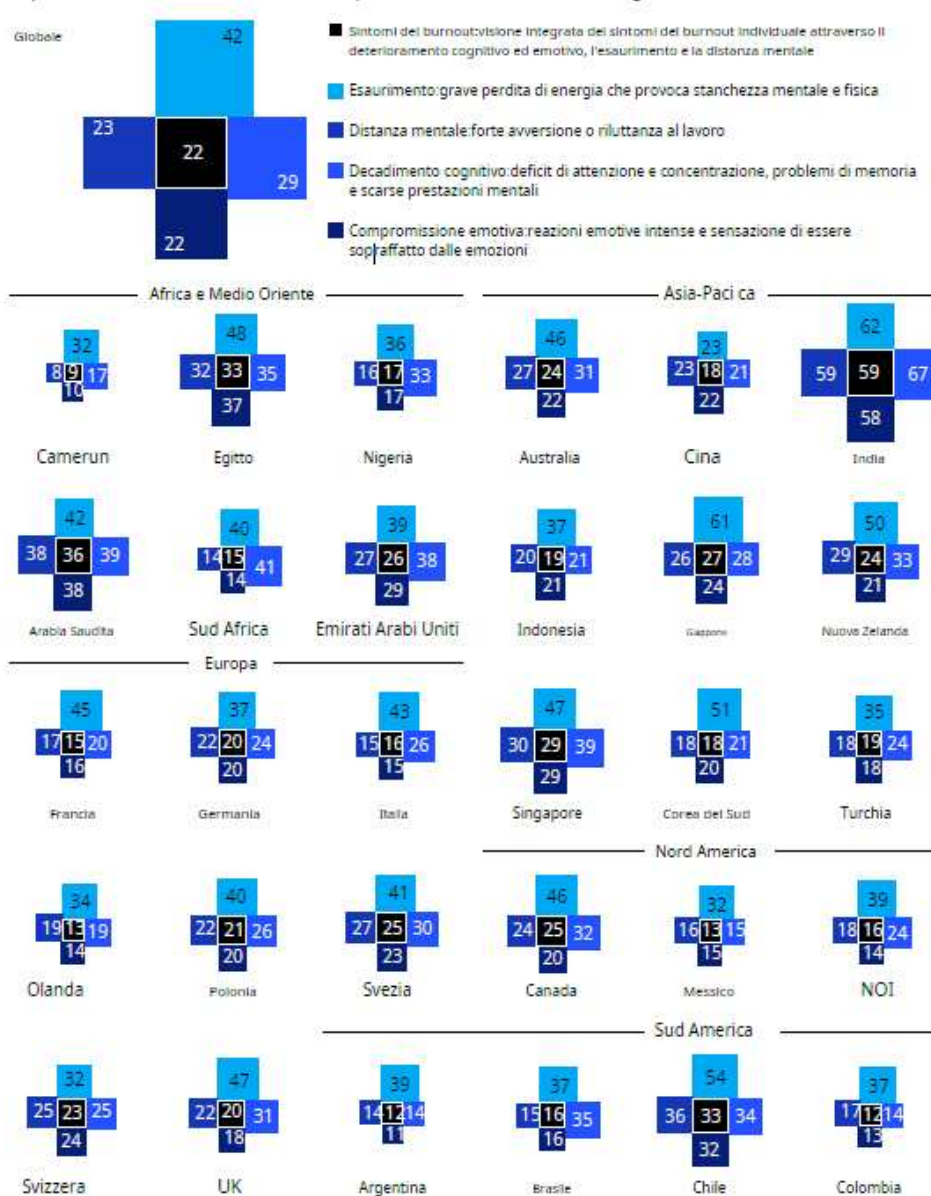 Globale
42
23
22
29
22
Sintomi del burnout:visione integrata dei sintomi del burnout individuale attraverso il
deterioramento cognitivo ed emotivo, l'esaurimento e la distanza mentale
Esaurimento:grave perdita di energia che provoca stanchezza mentale e fisica
Distanza mentale:forte avversione o riluttanza al lavoro
Decadimento cognitivo:deficit di attenzione e concentrazione, problemi di memoria
e scarse prestazioni mentali
Compromissione emotiva:reazioni emotive intense e sensazione di essere
sopraffatto dalle emozioni
Africa e Medio Oriente
Asia-Paci ca
32
8 9 17
10
Camerun
48
32 33 35
37
Egitto
36
16 17 33
17
Nigeria
46
27 24 31
22
Australia
23
23 18 21
22
Cina
62
59 59 67
58
India
42
38 36 39
38
Arabia Saudita
40
14 15 41
14
Sud Africa
39
27 26 38
29
Emirati Arabi Uniti
37
20 19 21
21
Indonesia
61
26 27 28
24
Giappone
50
29 24 33
21
Nuova Zelanda
Europa
45
17 15 20
16
Francia
37
22 20 24
20
Germania
43
15 16 26
15
Italia
47
30 29 39
29
Singapore
51
18 18 21
20
Corea del Sud
35
18 19 24
18
Turchia
Nord America
34
19 13 19
14
Olanda
40
22 21 26
20
Polonia
41
27 25 30
23
Svezia
46
24 25 32
20
Canada
32
16 13 15
15
Messico
39
18 16 24
14
NOI
Sud America
32
25 23 25
24
Svizzera
47
22 20 31
18
UK
39
14 12 14
11
Argentina
37
15 16 35
16
Brasile
54
36 33 34
32
Chile
37
17 12 14
13
Colombia